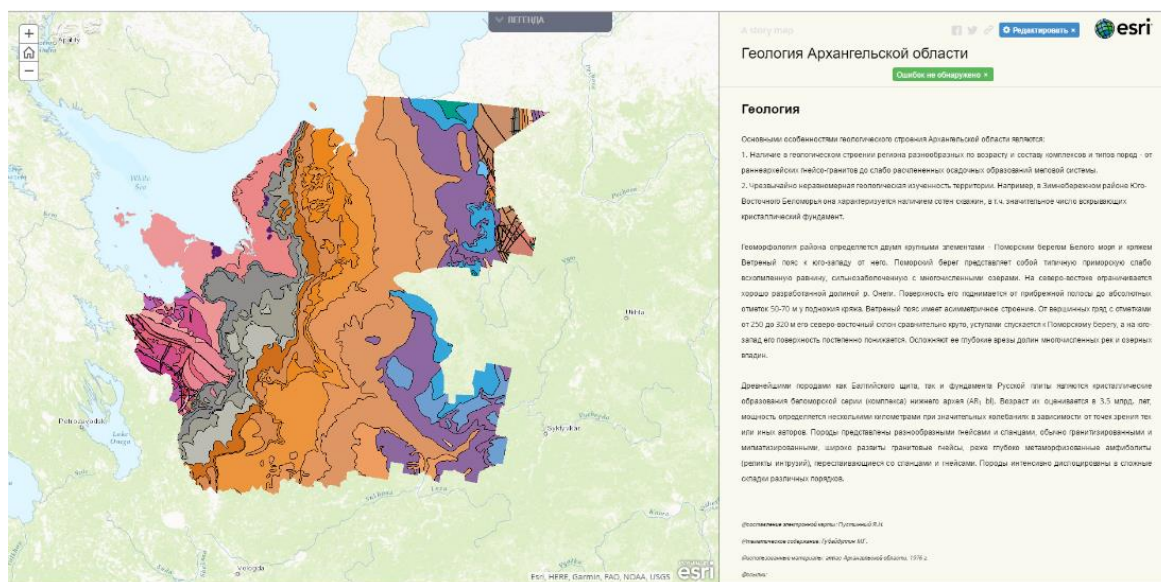 ЛЕГЕНДА
+
−
Apatity
White Sea
Ukhta
Petrozavodsk
Lake Onega
Syktyvkar
Vologda
Esri, HERE, Garmin, FAO, NOAA, USGS
esri
A story map
Редактировать ×
esri
Геология Архангельской области
Ошибок не обнаружено ×
Геология
Основными особенностями геологического строения Архангельской области являются:
1. Наличие в геологическом строении региона разнообразных по возрасту и составу комплексов и типов пород - от
раннеархейских гнейсо-гранитов до слабо расчлененных осадочных образований меловой системы.
2. Чрезвычайно неравномерная геологическая изученность территории. Например, в Зимнебережном районе Юго-
Восточного Беломорья она характеризуется наличием сотен скважин, в т.ч. значительное число вскрывающих
кристаллический фундамент.
Геоморфология района определяется двумя крупными элементами - Поморским берегом Белого моря и кряжем
Ветреный пояс к юго-западу от него. Поморский берег представляет собой типичную приморскую слабо
всхолмленную равнину, сильнозаболоченную с многочисленными озерами. На северо-востоке ограничивается
хорошо разработанной долиной р. Онеги. Поверхность его поднимается от прибрежной полосы до абсолютных
отметок 50-70 м у подножия кряжа. Ветреный пояс имеет асимметричное строение. От вершинных гряд с отметками
от 250 до 320 м его северо-восточный склон сравнительно круто, уступами спускается к Поморскому берегу, а на юго-
запад его поверхность постепенно понижается. Осложняют ее глубокие врезы долин многочисленных рек и озерных
впадин.
Древнейшими породами как Балтийского щита, так и фундамента Русской плиты являются кристаллические
образования беломорской серии (комплекса) нижнего архея (AR₁ bl). Возраст их оценивается в 3,5 млрд. лет,
мощность определяется несколькими километрами при значительных колебаниях в зависимости от точек зрения тех
или иных авторов. Породы представлены разнообразными гнейсами и сланцами, обычно гранитизированными и
мигматизированными, широко развиты гранитовые гнейсы, реже глубоко метаморфизованные амфиболиты
(реликты интрузий), переслаивающиеся со сланцами и гнейсами. Породы интенсивно дислоцированы в сложные
складки различных порядков.
составление электронной карты: Пустынный Я.Н.
тематическое содержание: Губайдуллин М.Г.
использованные материалы: атлас Архангельской области, 1976 г.